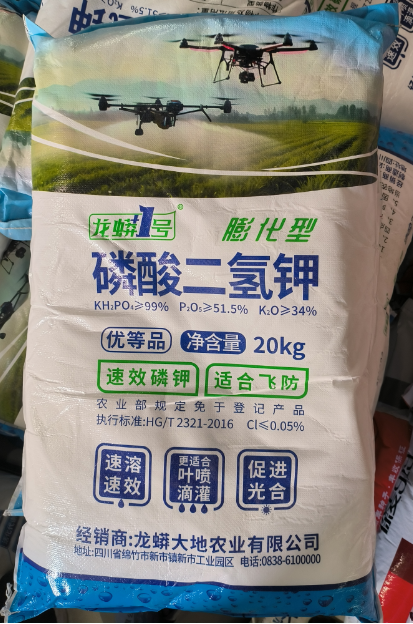 龙蟒1号®
膨化型
磷酸二氢钾
KH₂PO₄≥99% P₂O₅≥51.5% K₂O≥34%
优等品 净含量 20kg
速效磷钾 适合飞防
农业部规定免于登记产品
执行标准:HG/T 2321-2016 Cl≤0.05%
速溶
速效
更适合
叶喷
滴灌
促进
光合
经销商:龙蟒大地农业有限公司
地址:四川省绵竹市新市镇新市工业园区 电话:0838-6100000